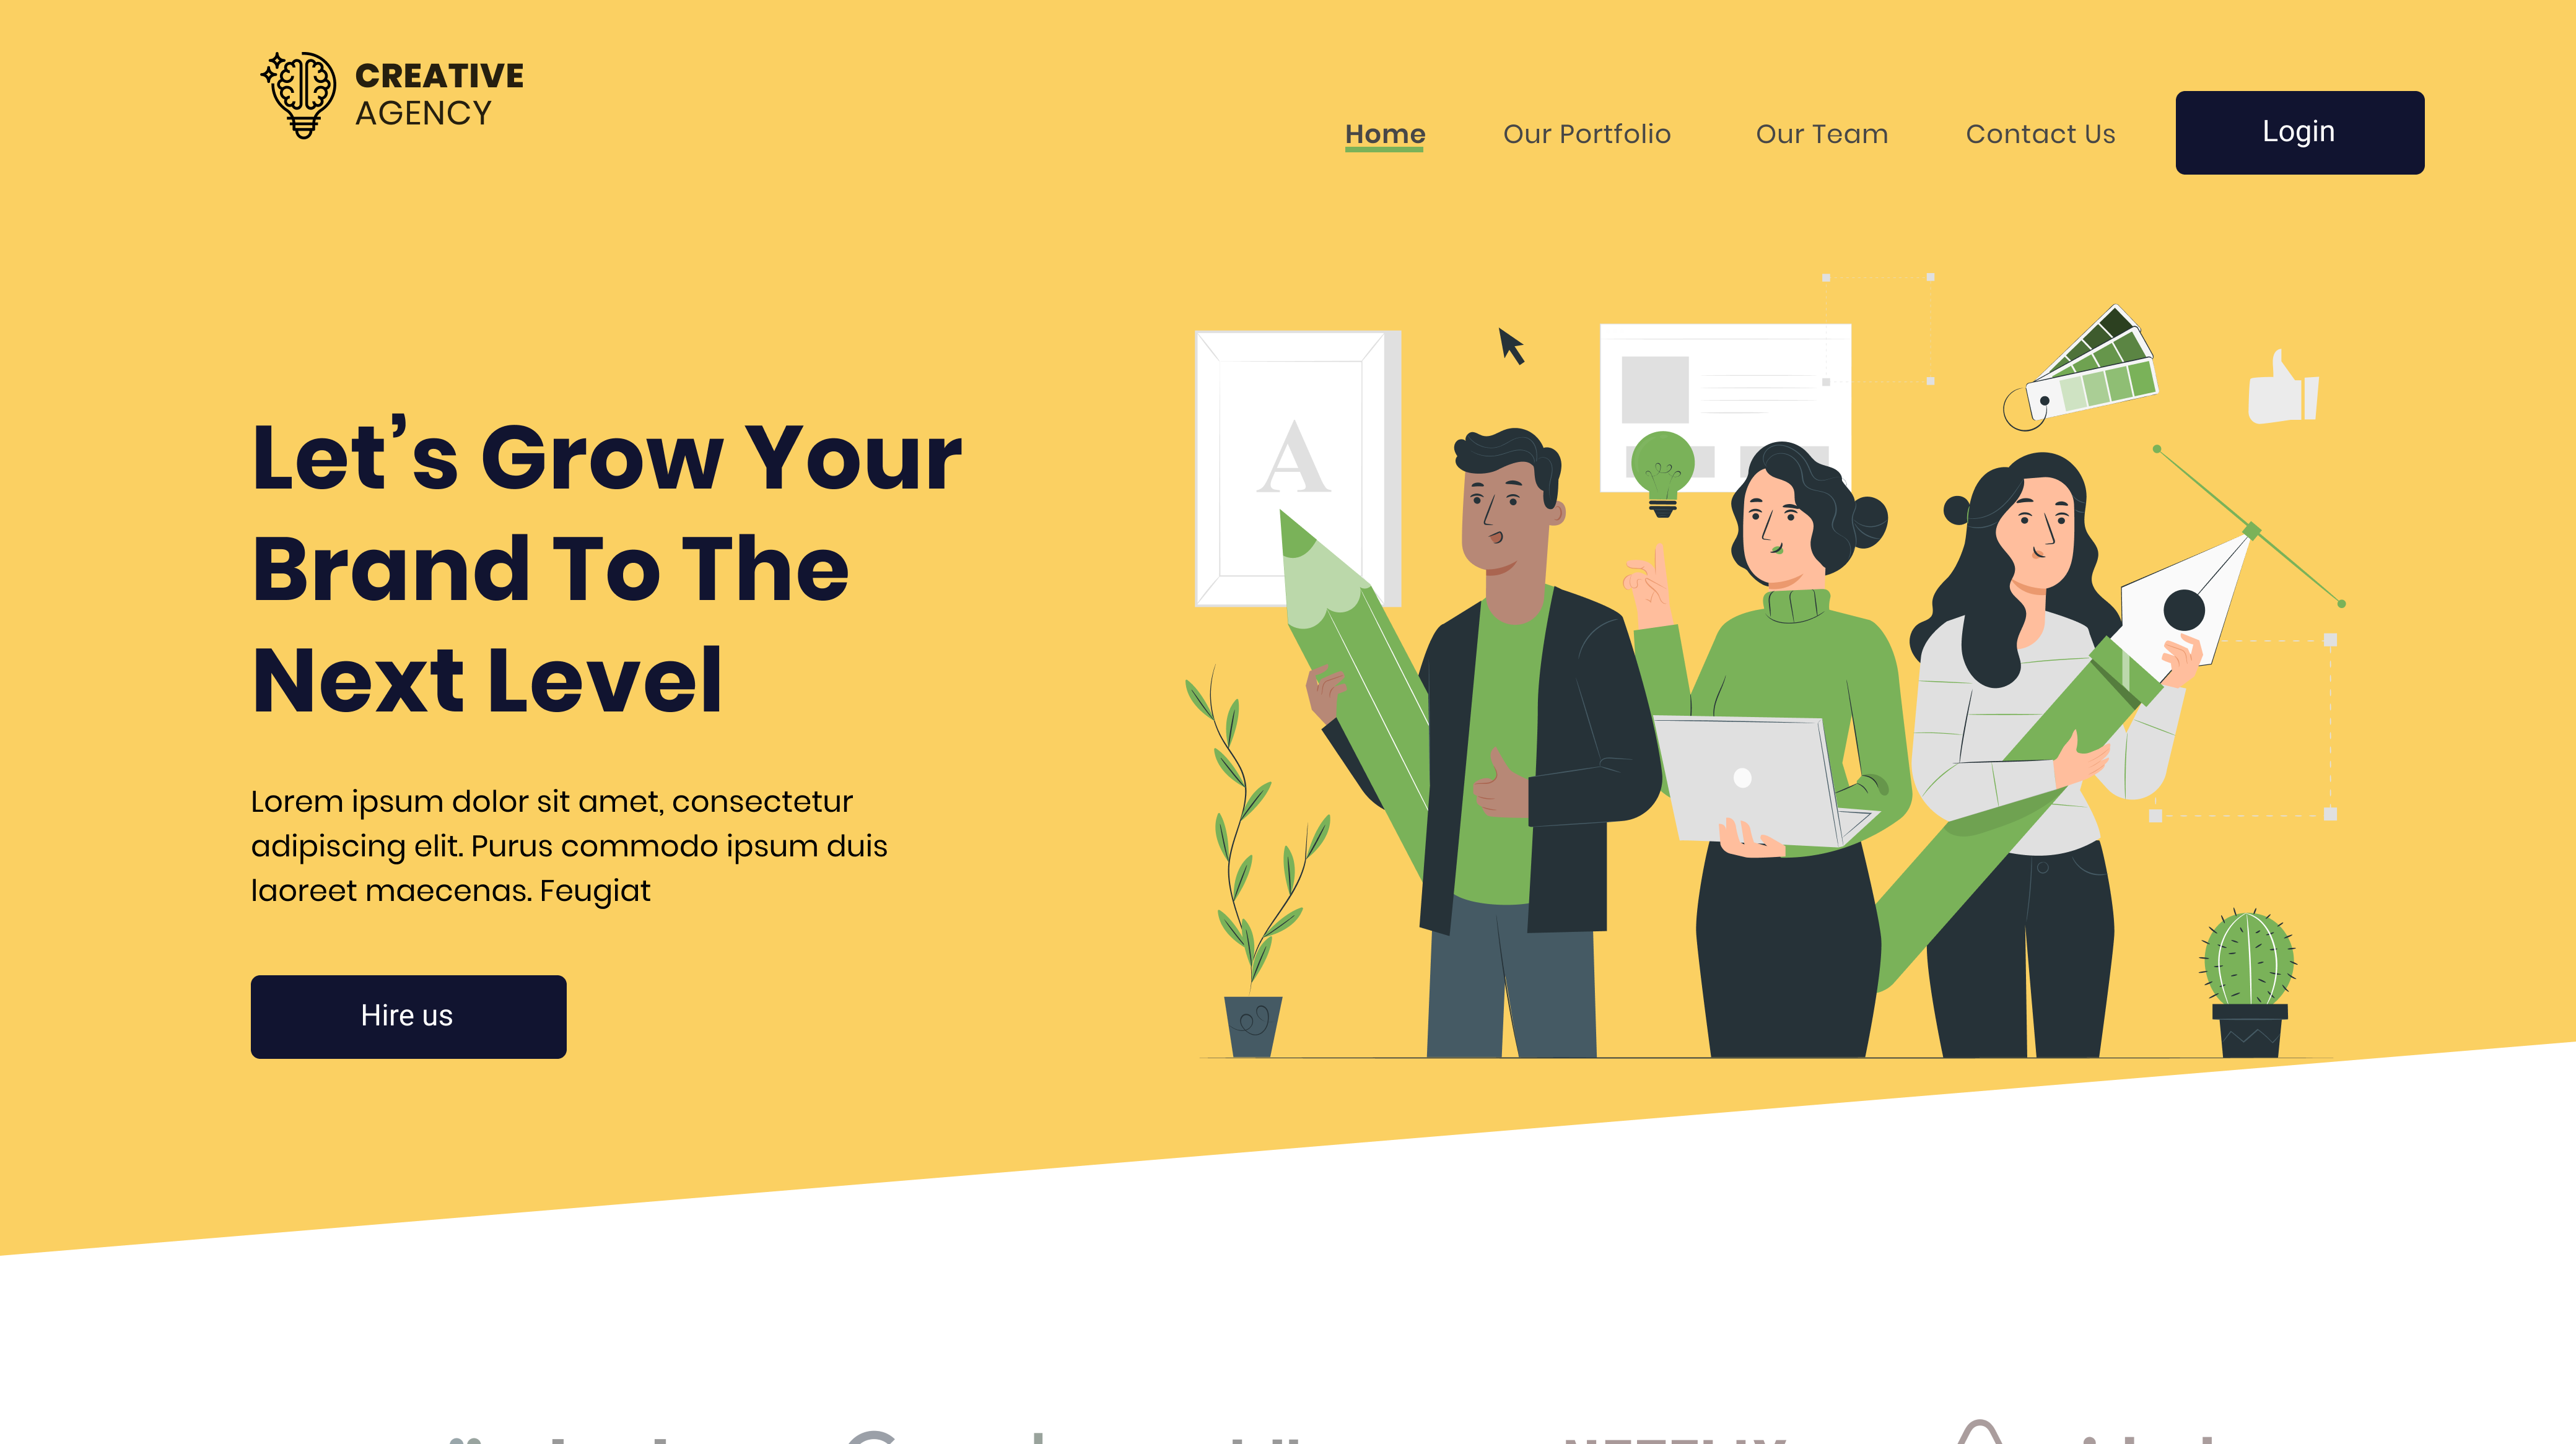 CREATIVE
AGENCY
Home Our Portfolio Our Team Contact Us Login
A
Let’s Grow Your
Brand To The
Next Level
Lorem ipsum dolor sit amet, consectetur
adipiscing elit. Purus commodo ipsum duis
laoreet maecenas. Feugiat
Hire us
NETFLIX